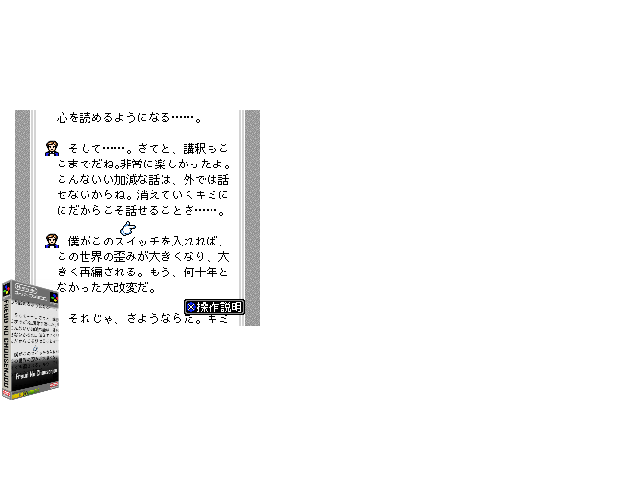 心を読めるようになる……。
そして……。さてと、講釈もこ
こまでだね。非常に楽しかったよ。
こんないい加減な話は、外では話
せないからね。消えていくキミに
にだからこそ話せることさ……。
僕がこのスイッチを入れれば、
この世界の歪みが大きくなり、大
きく再編される。もう、何十年と
なかった大改変だ。
操作説明
それじゃ、さようならだ。キミ
Freud No Chousenjou
FREUD NO CHOUSENJOU